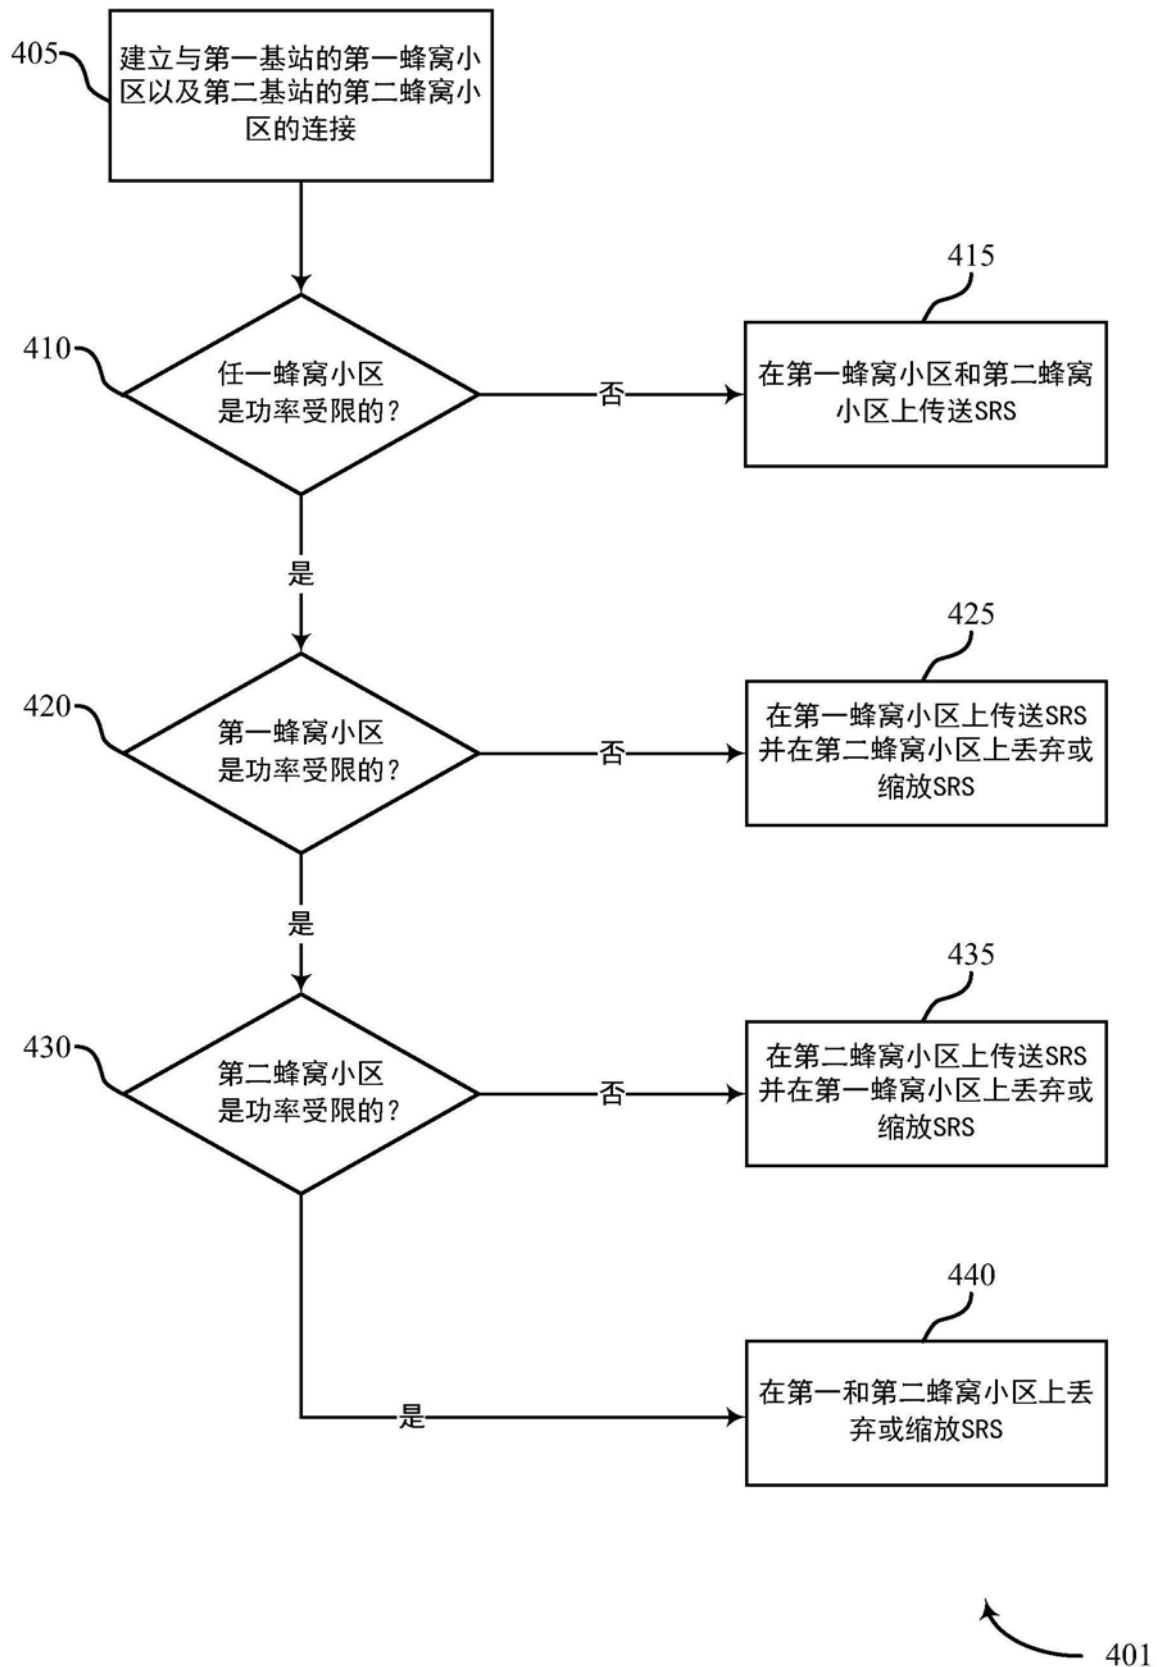 405
建立与第一基站的第一蜂窝小
区以及第二基站的第二蜂窝小
区的连接
415
410
任一蜂窝小区
是功率受限的？
否
在第一蜂窝小区和第二蜂窝
小区上传送SRS
是
425
420
第一蜂窝小区
是功率受限的？
否
在第一蜂窝小区上传送SRS
并在第二蜂窝小区上丢弃或
缩放SRS
是
435
430
第二蜂窝小区
是功率受限的？
否
在第二蜂窝小区上传送SRS
并在第一蜂窝小区上丢弃或
缩放SRS
440
是
在第一和第二蜂窝小区上丢
弃或缩放SRS
401